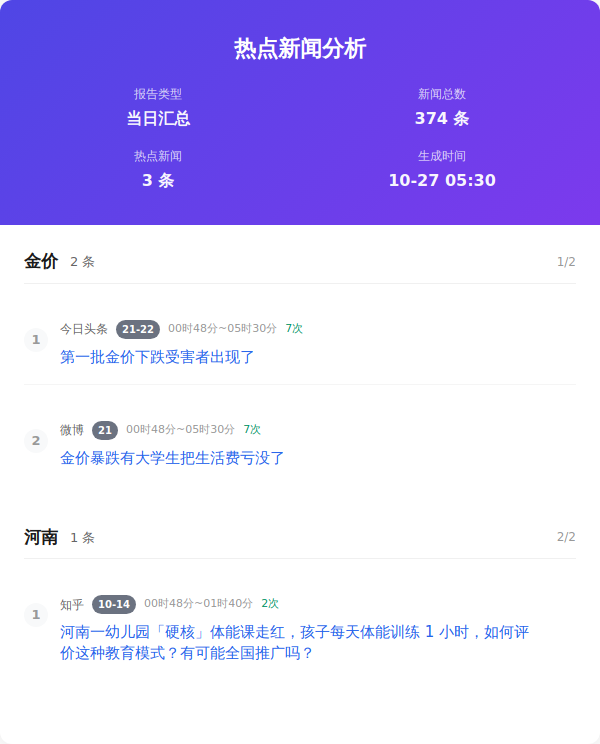 热点新闻分析
报告类型
当日汇总
新闻总数
374 条
热点新闻
3 条
生成时间
10-27 05:30
金价 2 条 1/2
1
今日头条 21-22 00时48分~05时30分 7次
第一批金价下跌受害者出现了
2
微博 21 00时48分~05时30分 7次
金价暴跌有大学生把生活费亏没了
河南 1 条 2/2
1
知乎 10-14 00时48分~01时40分 2次
河南一幼儿园「硬核」体能课走红，孩子每天体能训练 1 小时，如何评
价这种教育模式？有可能全国推广吗？